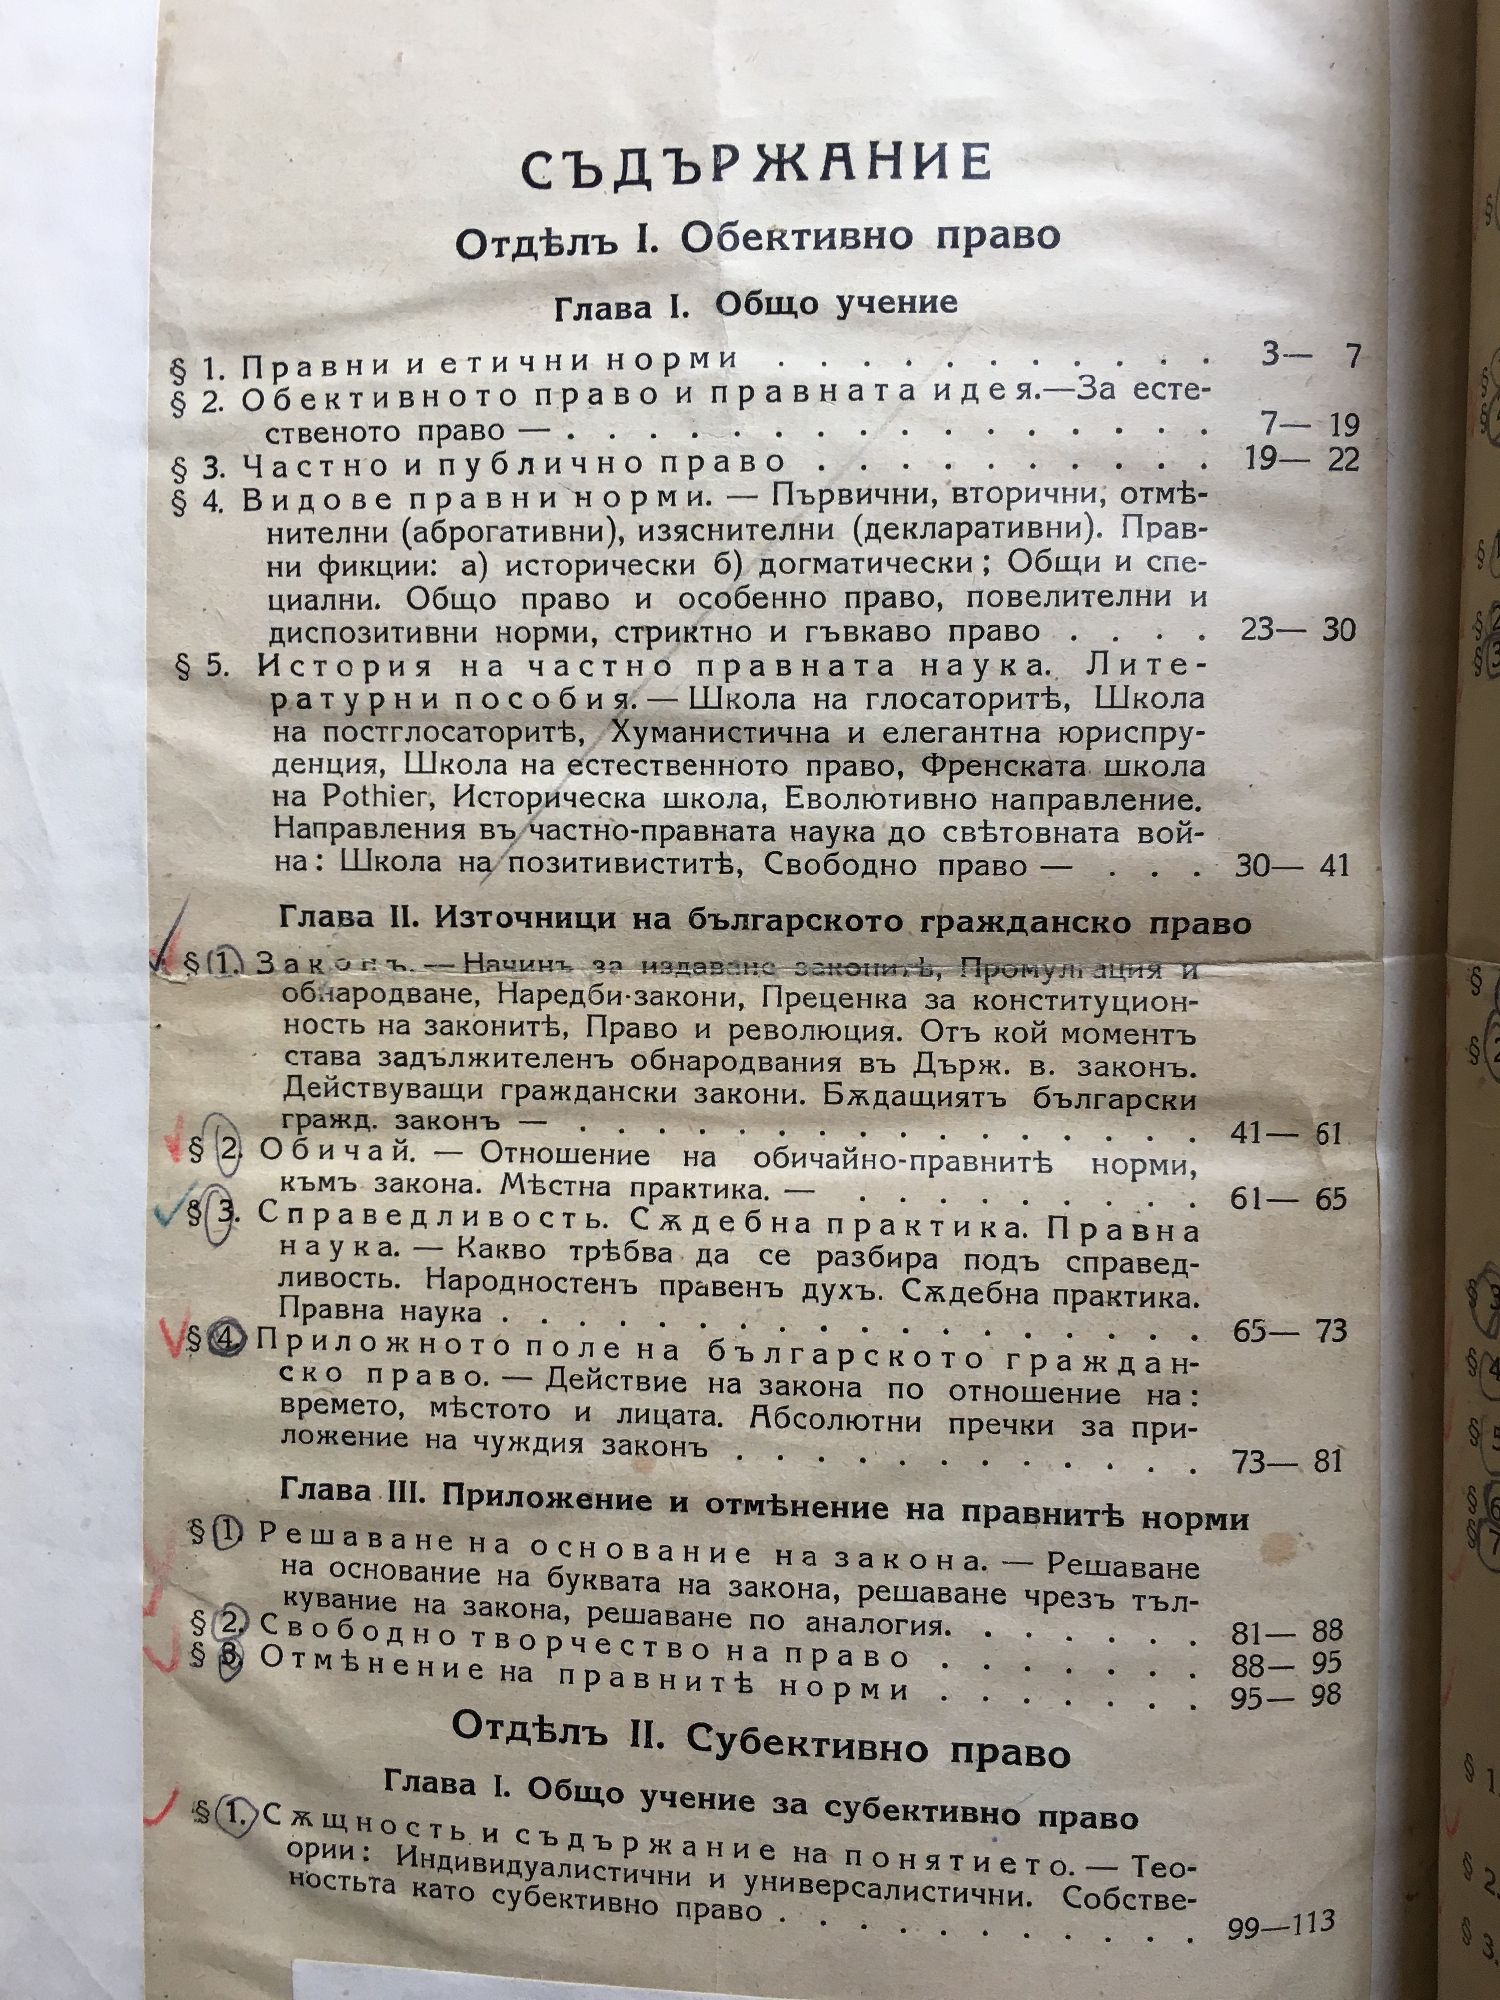 СЪДЪРЖАНИЕ
Отдѣлъ I. Обективно право
Глава I. Общо учение
§ 1. Правни и етични норми . . . . . . . . . . . 3— 7
§ 2. Обективното право и правната идея.—За есте-
ственото право — . . . . . . . . . . . . . . . . 7— 19
§ 3. Частно и публично право . . . . . . . . . . 19— 22
§ 4. Видове правни норми. — Първични, вторични, отмѣ-
нителни (аброгативни), изяснителни (декларативни). Прав-
ни фикции: а) исторически б) догматически; Общи и спе-
циални. Общо право и особенно право, повелителни и
диспозитивни норми, стриктно и гъвкаво право . . . . 23— 30
§ 5. История на частно правната наука. Лите-
ратурни пособия. — Школа на глосаторитѣ, Школа
на постглосаторитѣ, Хуманистична и елегантна юриспру-
денция, Школа на естественното право, Френската школа
на Pothier, Историческа школа, Еволютивно направление.
Направления въ частно-правната наука до свѣтовната вой-
на: Школа на позитивиститѣ, Свободно право — . . . 30— 41
Глава II. Източници на българското гражданско право
§ 1. Законъ. — Начинъ за издаване законитѣ, Промулгация и
обнародване, Наредби-закони, Преценка за конституцион-
ность на законитѣ, Право и революция. Отъ кой моментъ
става задължителенъ обнародвания въ Държ. в. законъ.
Действуващи граждански закони. Бѫдащиятъ български
гражд. законъ — . . . . . . . . . . . . . . . . 41— 61
§ 2. Обичай. — Отношение на обичайно-правнитѣ норми,
къмъ закона. Мѣстна практика. — . . . . . . . . . 61— 65
§ 3. Справедливость. Сѫдебна практика. Правна
наука. — Какво трѣбва да се разбира подъ справед-
ливость. Народностенъ правенъ духъ. Сѫдебна практика.
Правна наука . . . . . . . . . . . . . . . . . . 65— 73
§ 4. Приложното поле на българското граждан-
ско право. — Действие на закона по отношение на:
времето, мѣстото и лицата. Абсолютни пречки за при-
ложение на чуждия законъ . . . . . . . . . . . . 73— 81
Глава III. Приложение и отмѣнение на правнитѣ норми
§ 1 Решаване на основание на закона. — Решаване
на основание на буквата на закона, решаване чрезъ тъл-
кувание на закона, решаване по аналогия. . . . . . . 81— 88
§ 2. Свободно творчество на право . . . . . . . 88— 95
§ 3. Отмѣнение на правнитѣ норми . . . . . . . 95— 98
Отдѣлъ II. Субективно право
Глава I. Общо учение за субективно право
§ 1. Сѫщность и съдържание на понятието. — Тео-
ории: Индивидуалистични и универсалистични. Собстве-
ностьта като субективно право . . . . . . . . . . . 99—113